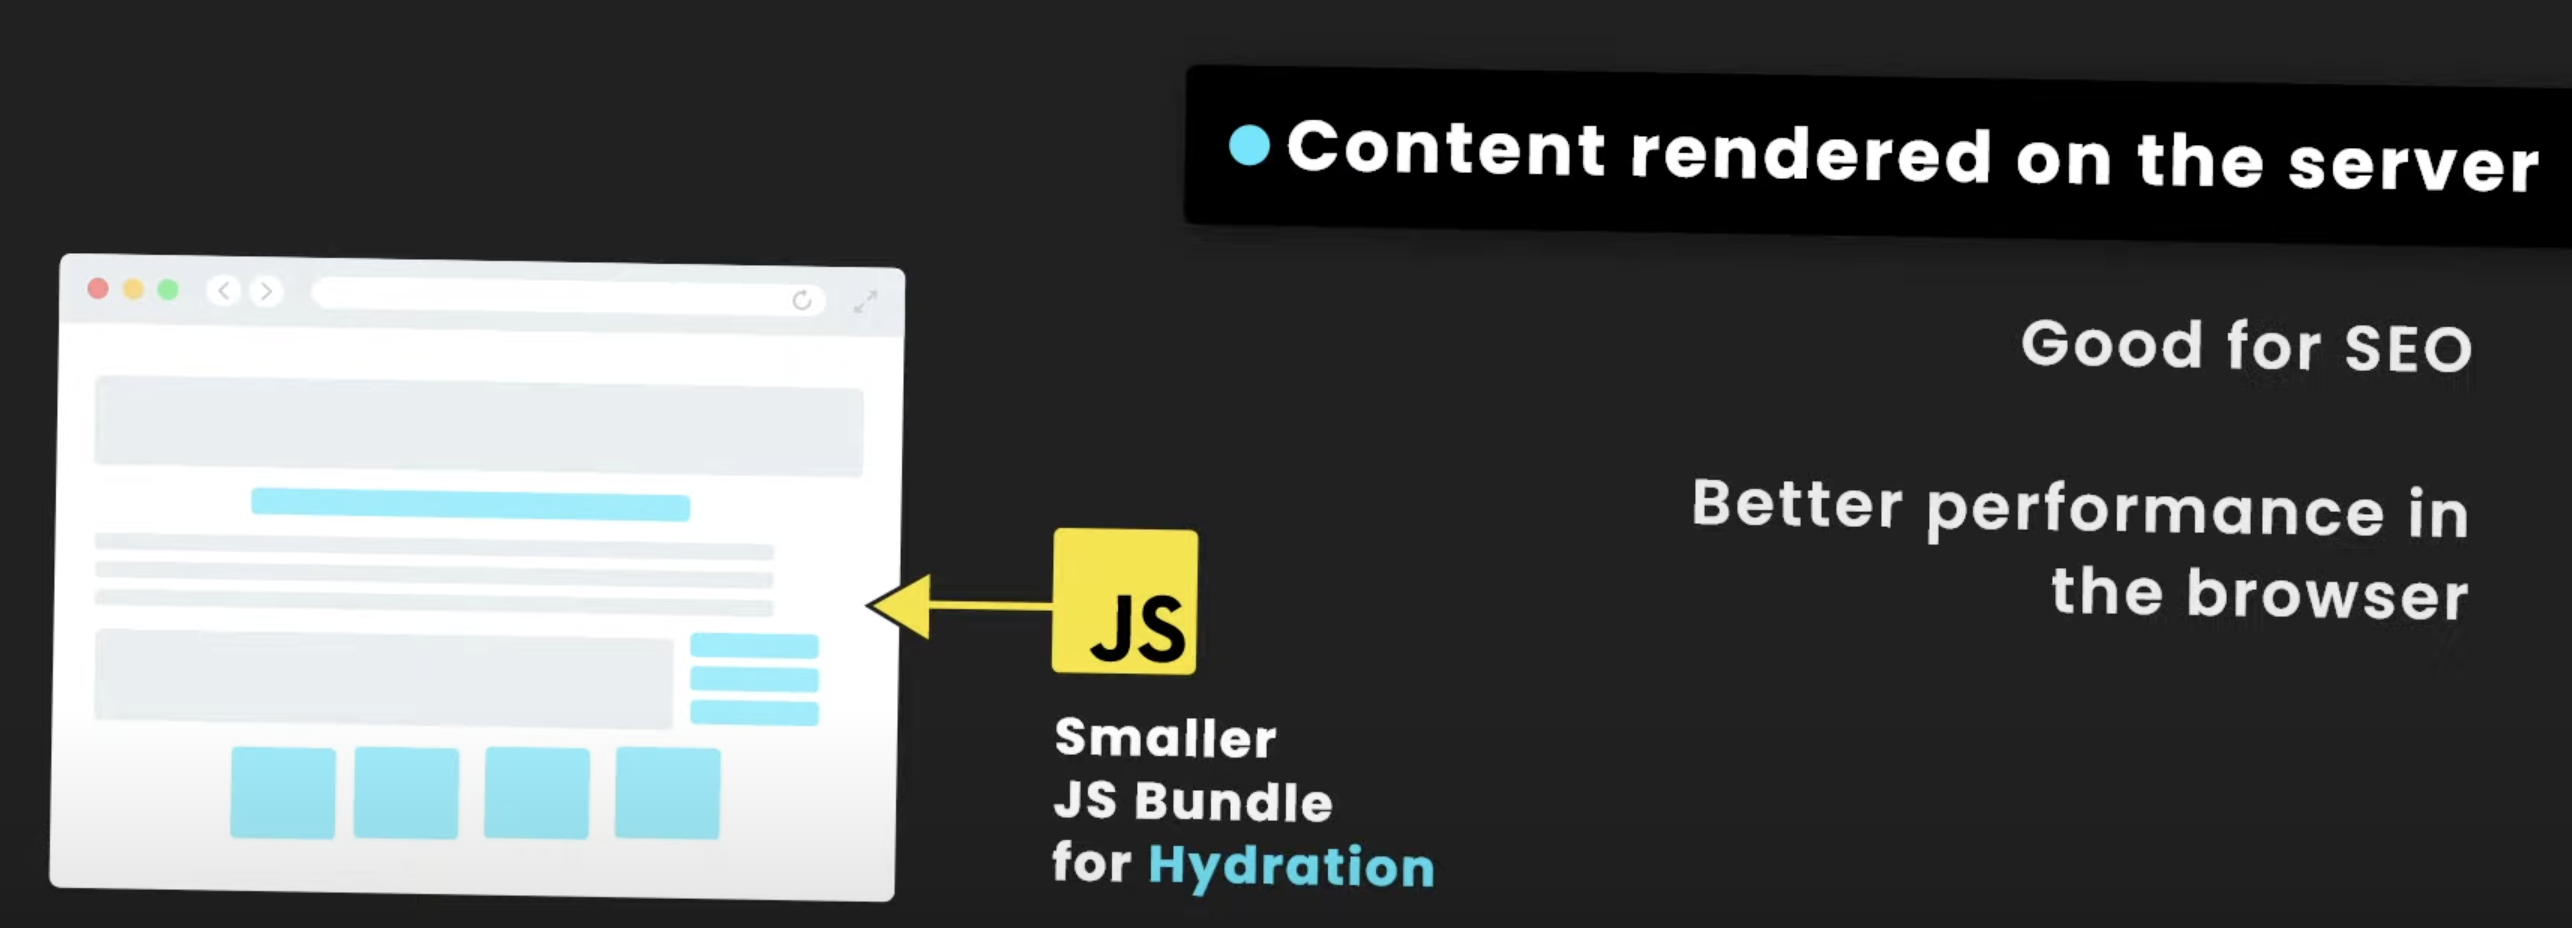 Content rendered on the server
Good for SEO
Better performance in
the browser
JS
Smaller
JS Bundle
for Hydration